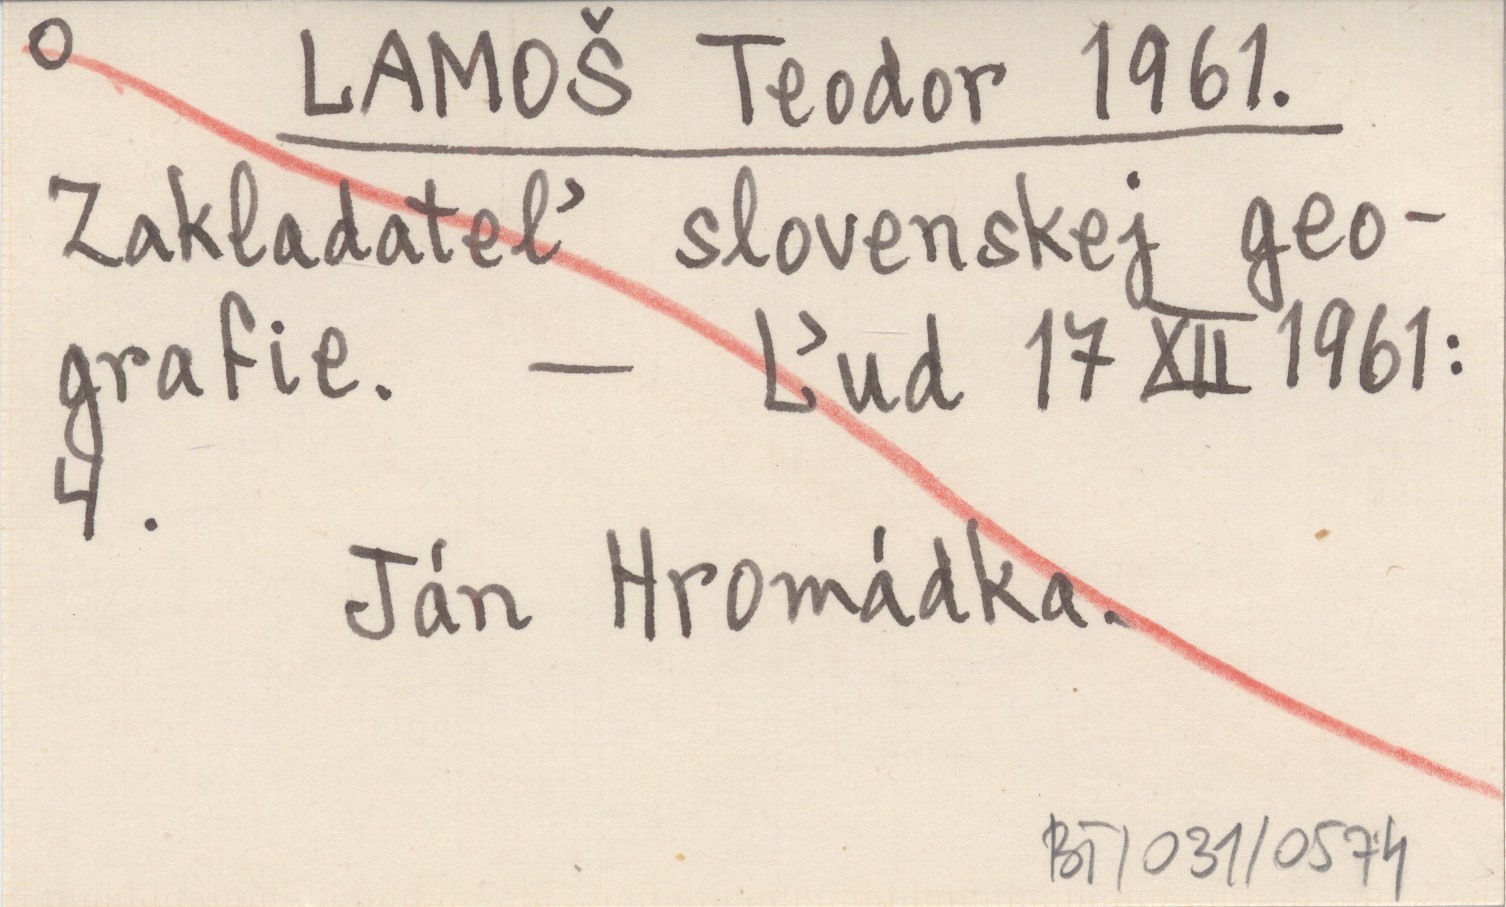 o LAMOŠ Teodor 1961.
Zakladateľ slovenskej geo-
grafie. — Ľud 17 XII 1961:
4.
Ján Hromádka.
BT/031/0574